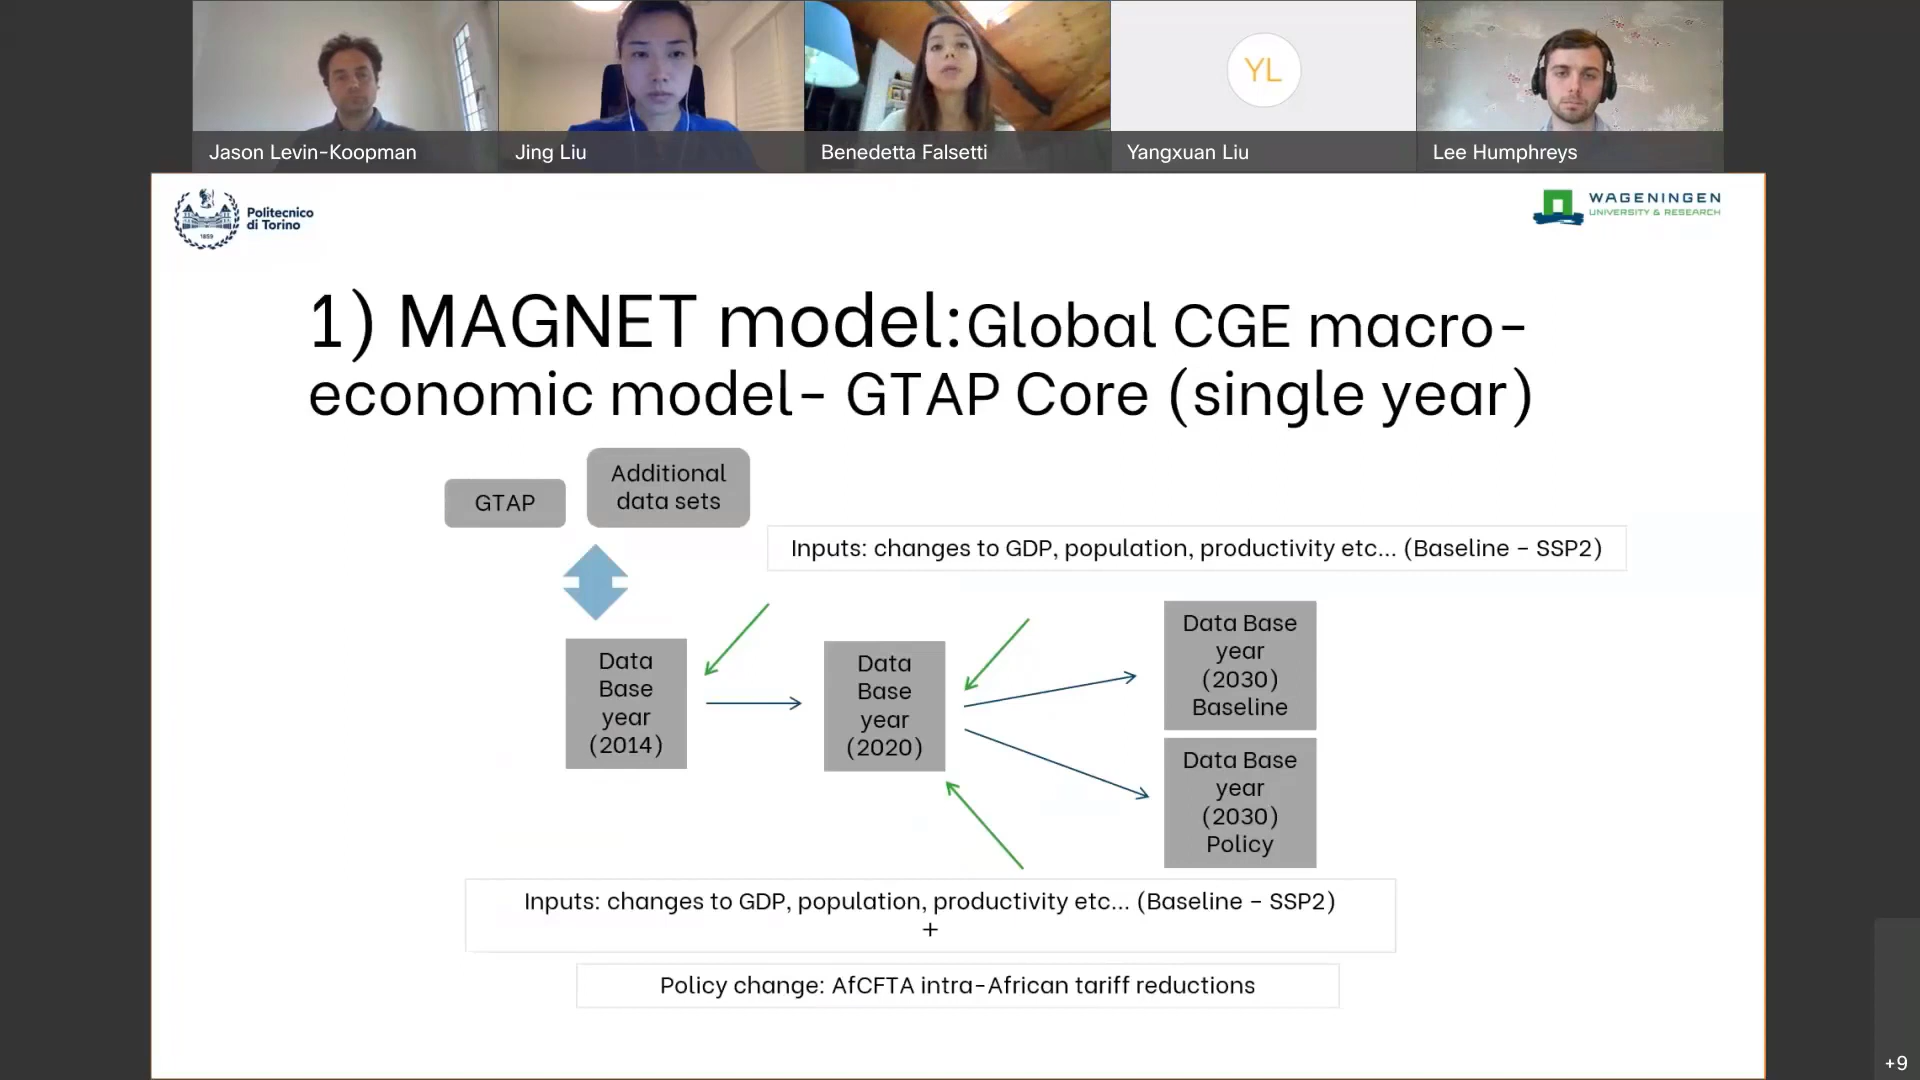 Jason Levin-Koopman
Jing Liu
Benedetta Falsetti
YL
Yangxuan Liu
Lee Humphreys
Politecnico
di Torino
1859
WAGENINGEN
UNIVERSITY & RESEARCH
1) MAGNET model:Global CGE macro-
economic model- GTAP Core (single year)
GTAP
Additional
data sets
Inputs: changes to GDP, population, productivity etc... (Baseline – SSP2)
Data
Base
year
(2014)
Data
Base
year
(2020)
Data Base
year
(2030)
Baseline
Data Base
year
(2030)
Policy
Inputs: changes to GDP, population, productivity etc... (Baseline – SSP2)
+
Policy change: AfCFTA intra-African tariff reductions
+9